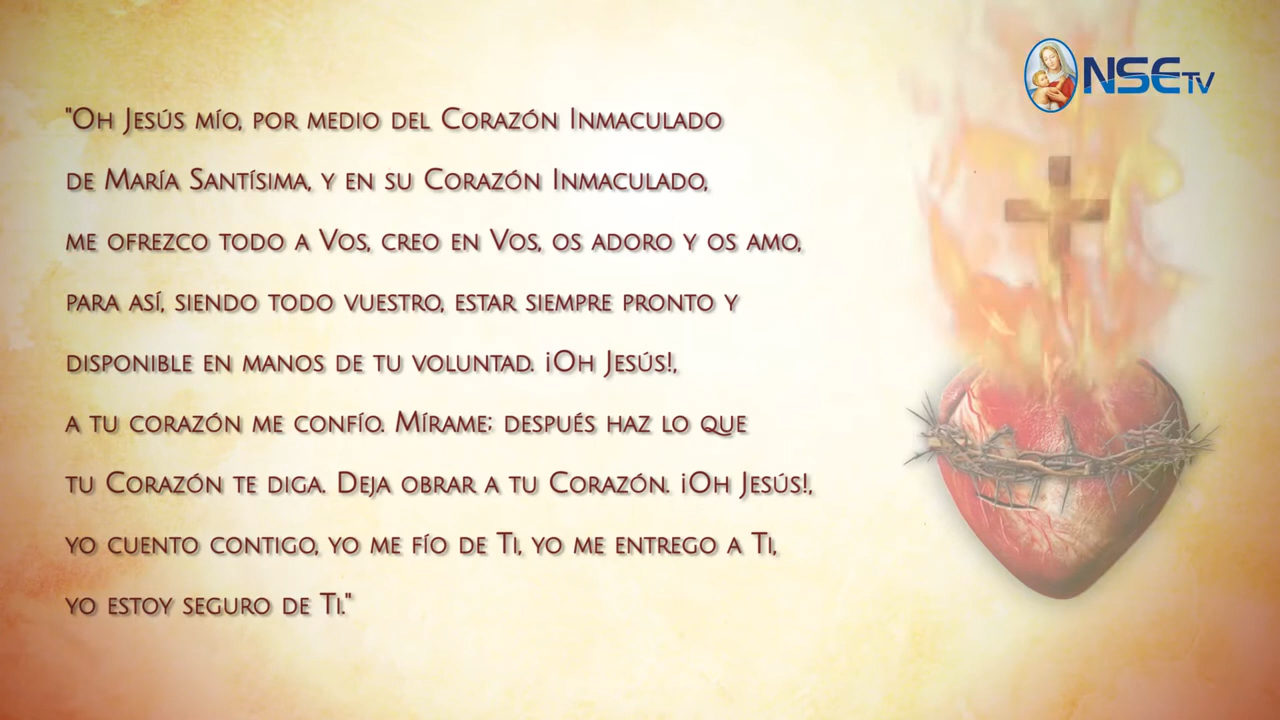 "Oh Jesús mío, por medio del Corazón Inmaculado
de María Santísima, y en su Corazón Inmaculado,
me ofrezco todo a Vos, creo en Vos, os adoro y os amo,
para así, siendo todo vuestro, estar siempre pronto y
disponible en manos de tu voluntad. ¡Oh Jesús!,
a tu corazón me confío. Mírame; después haz lo que
tu Corazón te diga. Deja obrar a tu Corazón. ¡Oh Jesús!,
yo cuento contigo, yo me fío de Ti, yo me entrego a Ti,
yo estoy seguro de Ti."
NSE TV